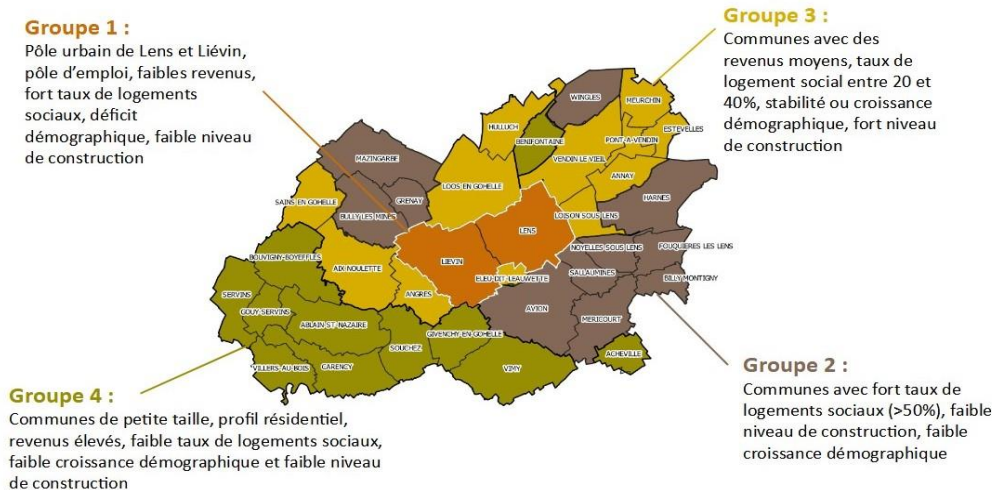 Groupe 1 :
Pôle urbain de Lens et Liévin,
pôle d’emploi, faibles revenus,
fort taux de logements
sociaux, déficit
démographique, faible niveau
de construction
Groupe 3 :
Communes avec des
revenus moyens, taux de
logement social entre 20 et
40%, stabilité ou croissance
démographique, fort niveau
de construction
WINGLES
MEURCHIN
HULLUCH
BENIFONTAINE
ESTEVELLES
PONT-A-VENDIN
VENDIN LE VIEIL
MAZINGARBE
ANNAY
LOOS EN GOHELLE
GRENAY
HARNES
SAINS EN GOHELLE
BULLY LES MINES
LOISON SOUS LENS
LENS
NOYELLES SOUS LENS
FOUQUIERES LES LENS
BOUVIGNY-BOYEFFLES
LIEVIN
AIX-NOULETTE
ELEU-DIT-LEAUWETTE
SALLAUMINES
BILLY MONTIGNY
SERVINS
ANGRES
GOUY-SERVINS
AVION
ABLAIN ST-NAZAIRE
MERICOURT
GIVENCHY-EN-GOHELLE
SOUCHEZ
ACHEVILLE
VILLERS-AU-BOIS
CARENCY
VIMY
Groupe 2 :
Communes avec fort taux de
logements sociaux (>50%), faible
niveau de construction, faible
croissance démographique
Groupe 4 :
Communes de petite taille, profil résidentiel,
revenus élevés, faible taux de logements sociaux,
faible croissance démographique et faible niveau
de construction